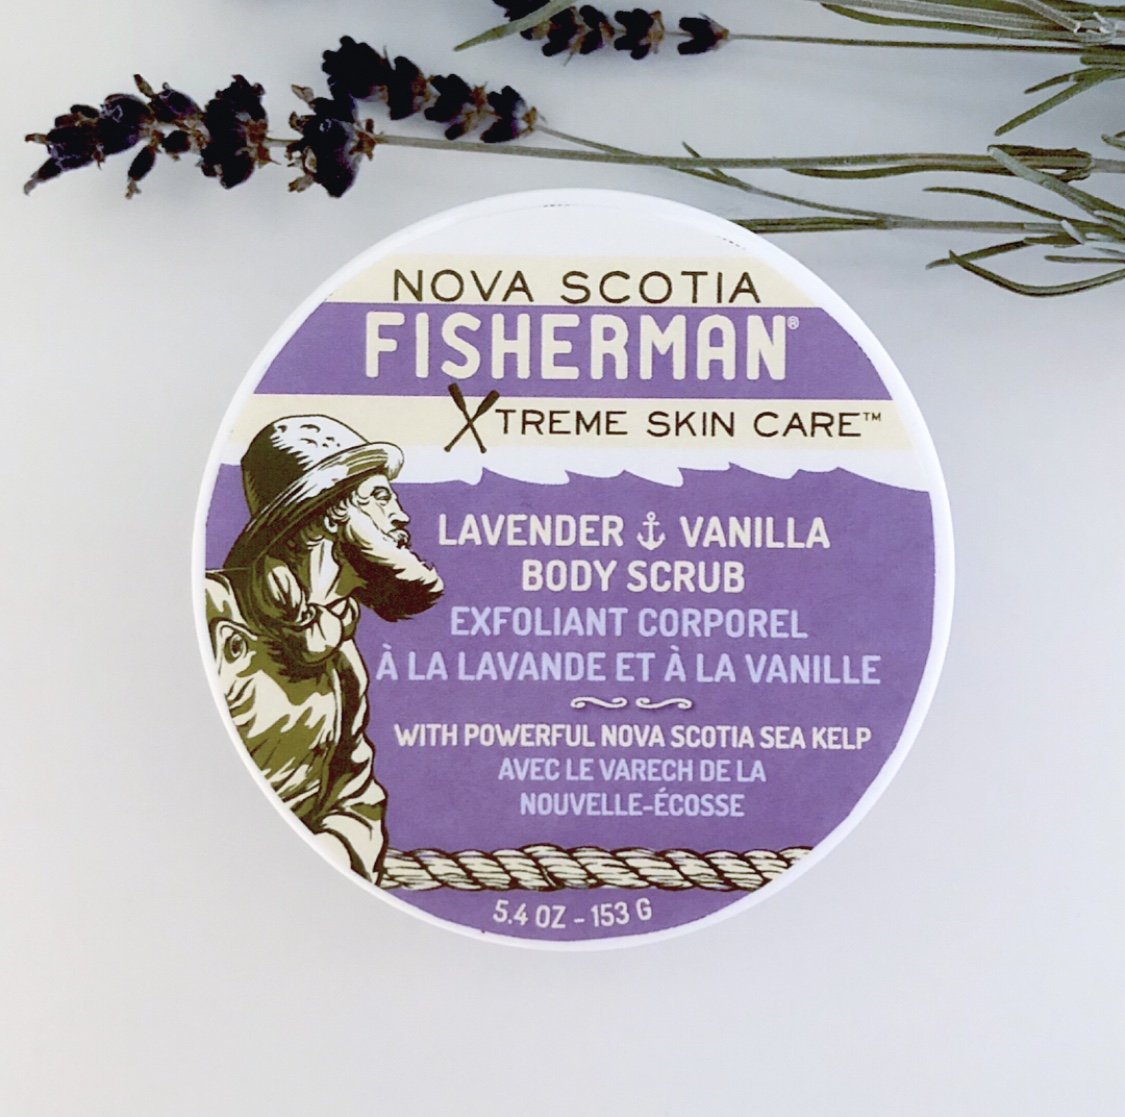 NOVA SCOTIA
FISHERMAN®
XTREME SKIN CARE™
LAVENDER ⚓ VANILLA
BODY SCRUB
EXFOLIANT CORPOREL
À LA LAVANDE ET À LA VANILLE
WITH POWERFUL NOVA SCOTIA SEA KELP
AVEC LE VARECH DE LA
NOUVELLE-ÉCOSSE
5.4 OZ - 153 G